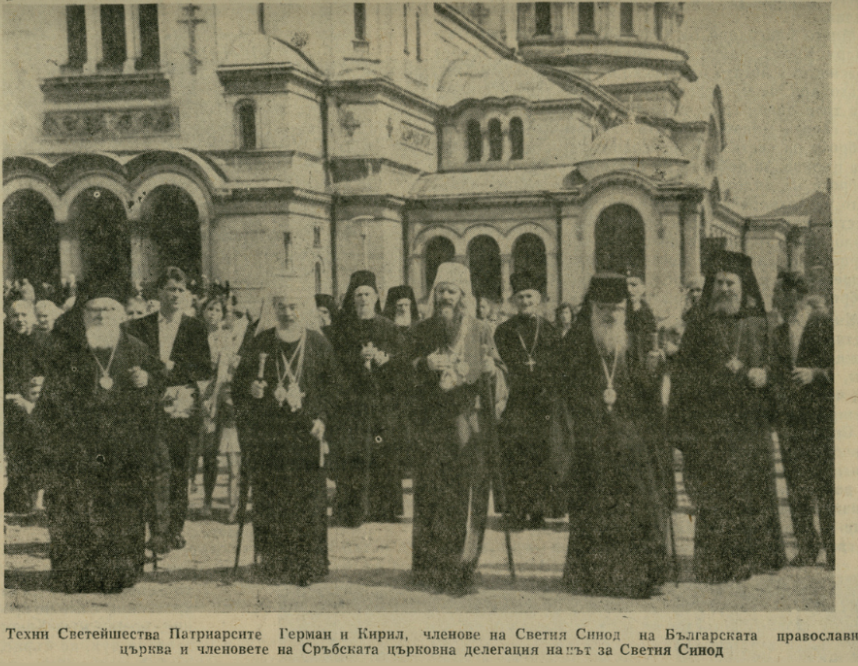 Техни Светейшества Патриарсите Герман и Кирил, членове на Светия Синод на Българската православн
църква и членовете на Сръбската църковна делегация на път за Светия Синод